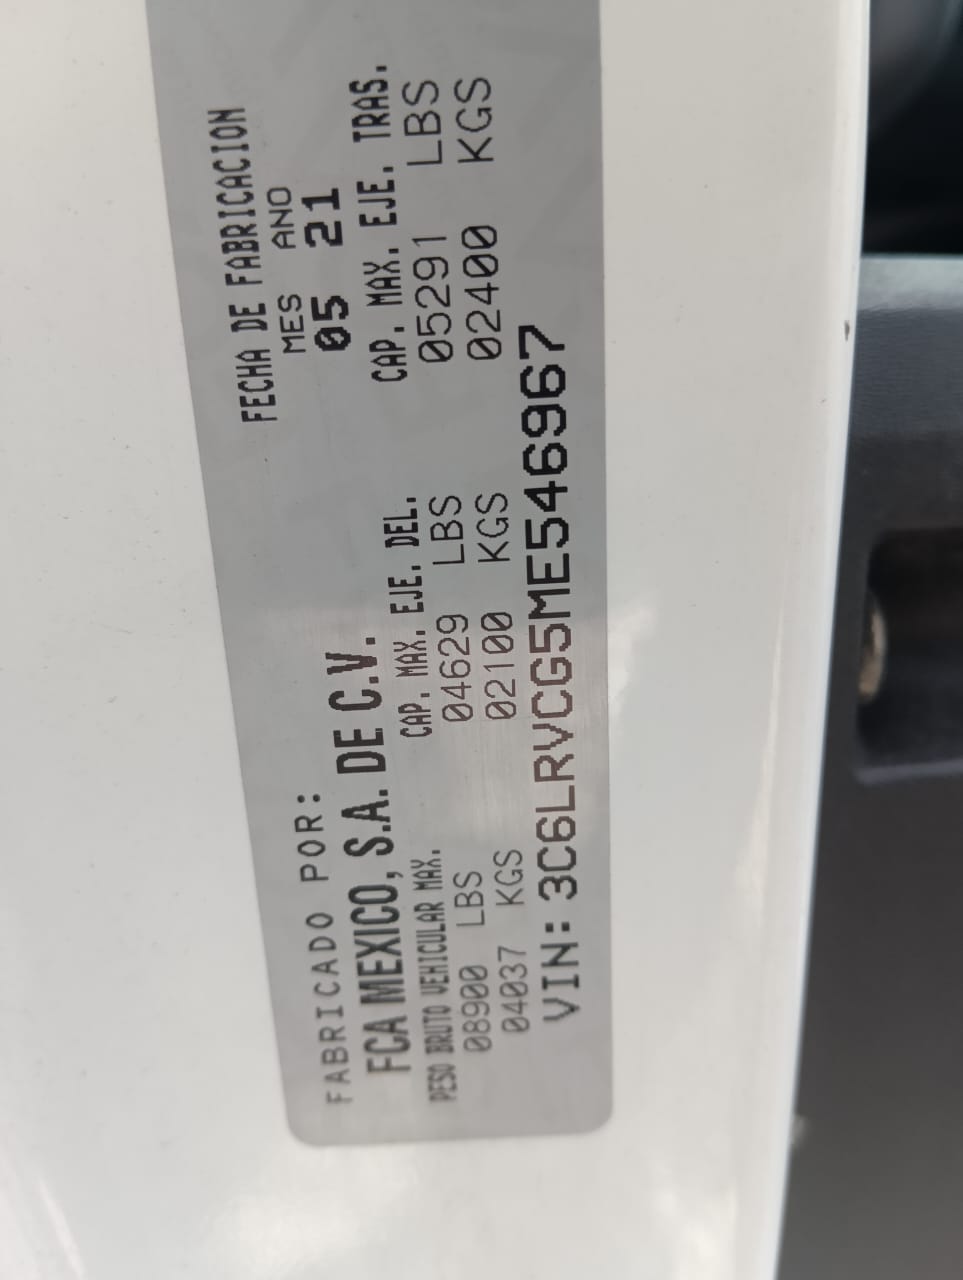 FABRICADO POR:
FECHA DE FABRICACION
FCA MEXICO, S.A. DE C.V.
MES ANO
05 21
PESO BRUTO VEHICULAR MAX.
CAP. MAX. EJE. DEL.
CAP. MAX. EJE. TRAS.
08900 LBS
04629 LBS
05291 LBS
04037 KGS
02100 KGS
02400 KGS
VIN: 3C6LRVCG5ME546967